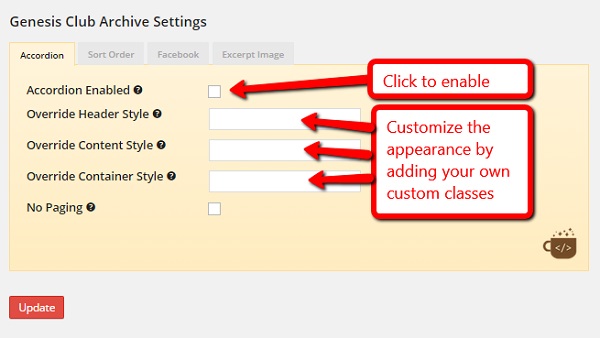 Genesis Club Archive Settings
Accordion Sort Order Facebook Excerpt Image
Accordion Enabled
Override Header Style
Override Content Style
Override Container Style
No Paging
Click to enable
Customize the
appearance by
adding your own
custom classes
</>
Update